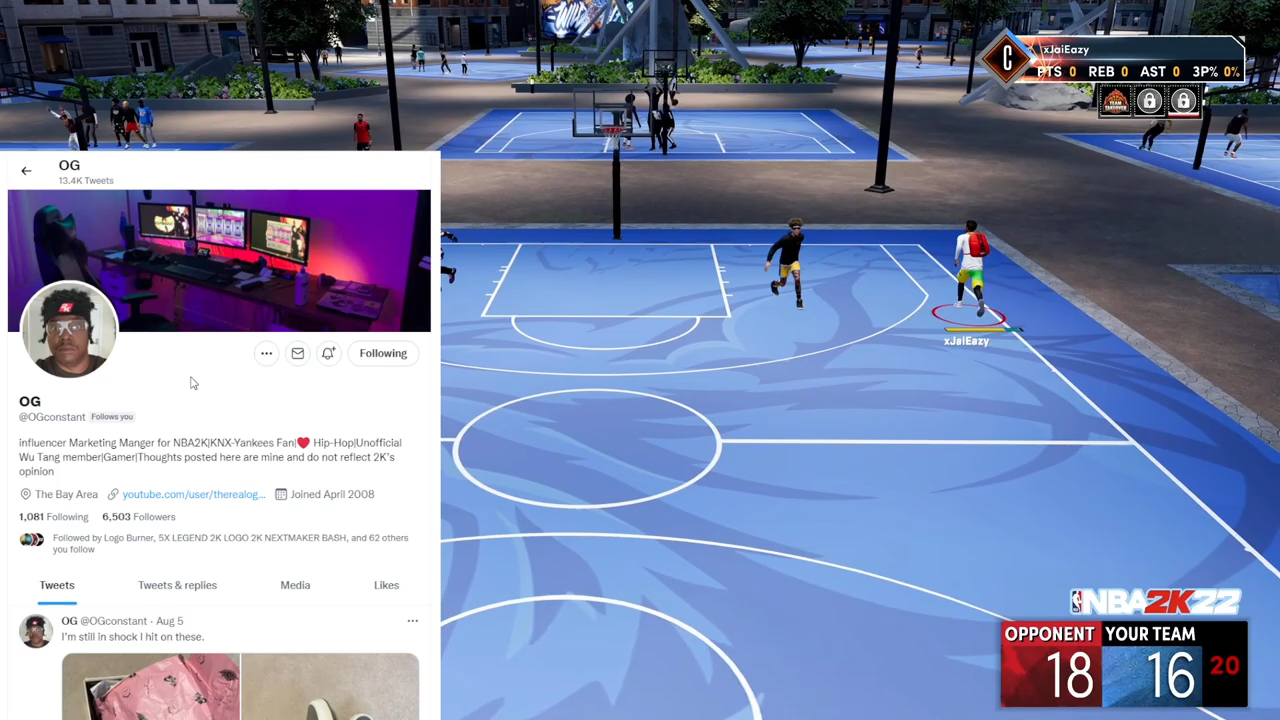 OG
13.4K Tweets
Following
OG
@OGconstant Follows you
influencer Marketing Manger for NBA2K|KNX-Yankees Fan|❤️ Hip-Hop|Unofficial
Wu Tang member|Gamer|Thoughts posted here are mine and do not reflect 2K's
opinion
The Bay Area youtube.com/user/therealog... Joined April 2008
1,081 Following 6,503 Followers
Followed by Logo Burner, 5X LEGEND 2K LOGO 2K NEXTMAKER BASH, and 62 others
you follow
Tweets Tweets & replies Media Likes
OG @OGconstant · Aug 5
I'm still in shock I hit on these.
C
xJaiEazy
PTS 0 REB 0 AST 0 3P% 0%
TEAM
TAKEOVER
xJaiEazy
NBA2K22
OPPONENT YOUR TEAM
18 16 20